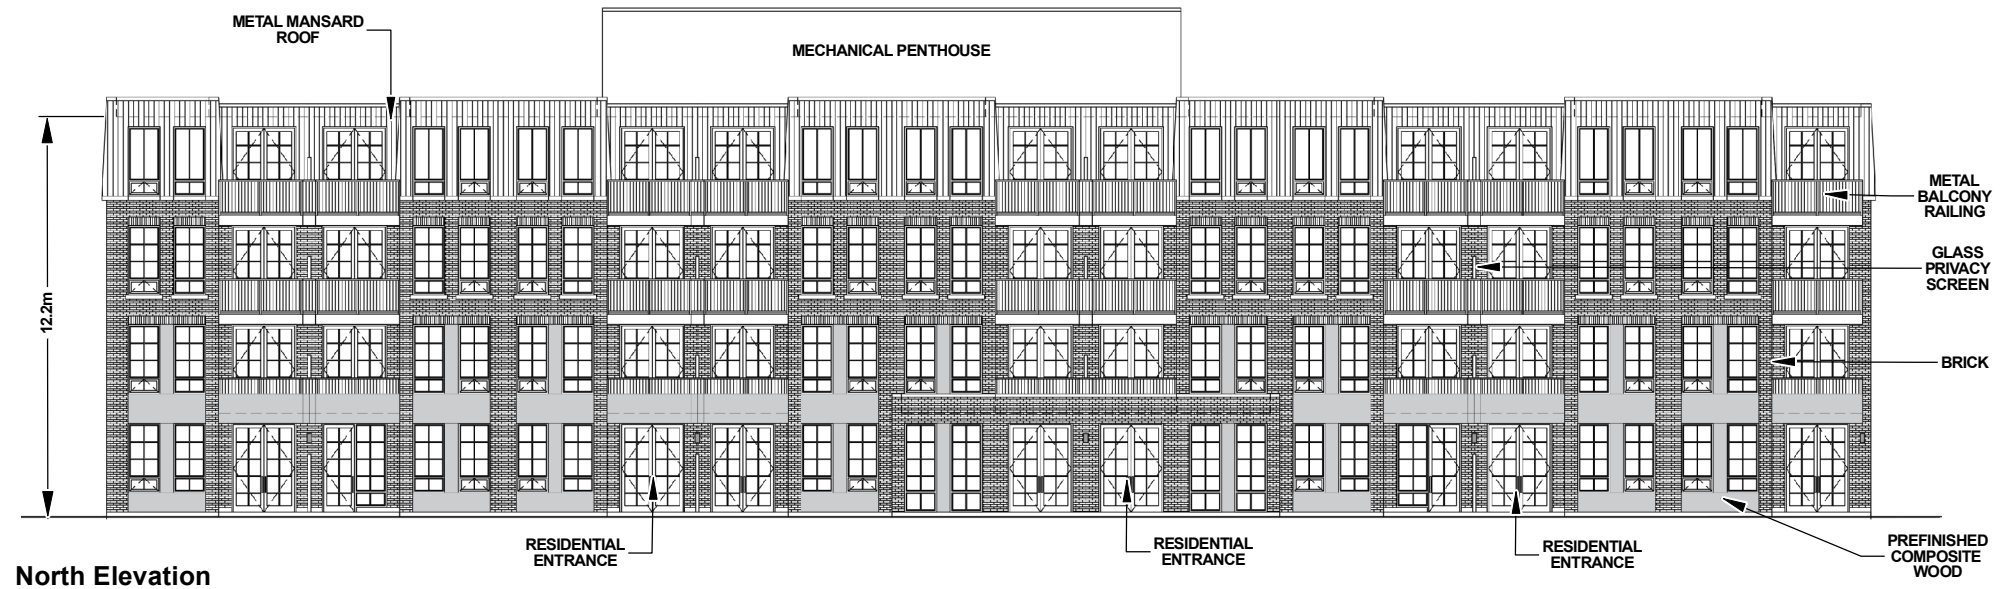 METAL MANSARD
ROOF
MECHANICAL PENTHOUSE
METAL
BALCONY
RAILING
GLASS
PRIVACY
SCREEN
12.2m
BRICK
RESIDENTIAL
ENTRANCE
RESIDENTIAL
ENTRANCE
RESIDENTIAL
ENTRANCE
PREFINISHED
COMPOSITE
WOOD
North Elevation